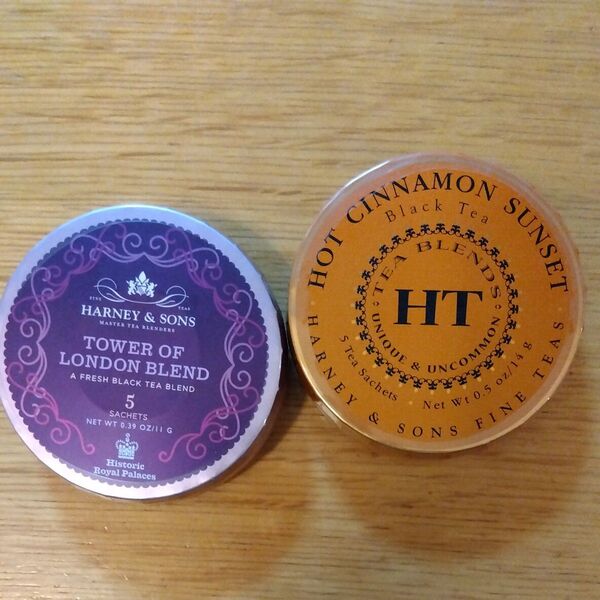 FINE TEAS
HARNEY & SONS
MASTER TEA BLENDERS
TOWER OF
LONDON BLEND
A FRESH BLACK TEA BLEND
5
SACHETS
NET WT 0.39 OZ/11 G
Historic
Royal Palaces
HOT CINNAMON SUNSET
Black Tea
TEA BLENDS
HT
UNIQUE & UNCOMMON
5 Tea Sachets Net Wt 0.5 oz/14 g
HARNEY & SONS FINE TEAS